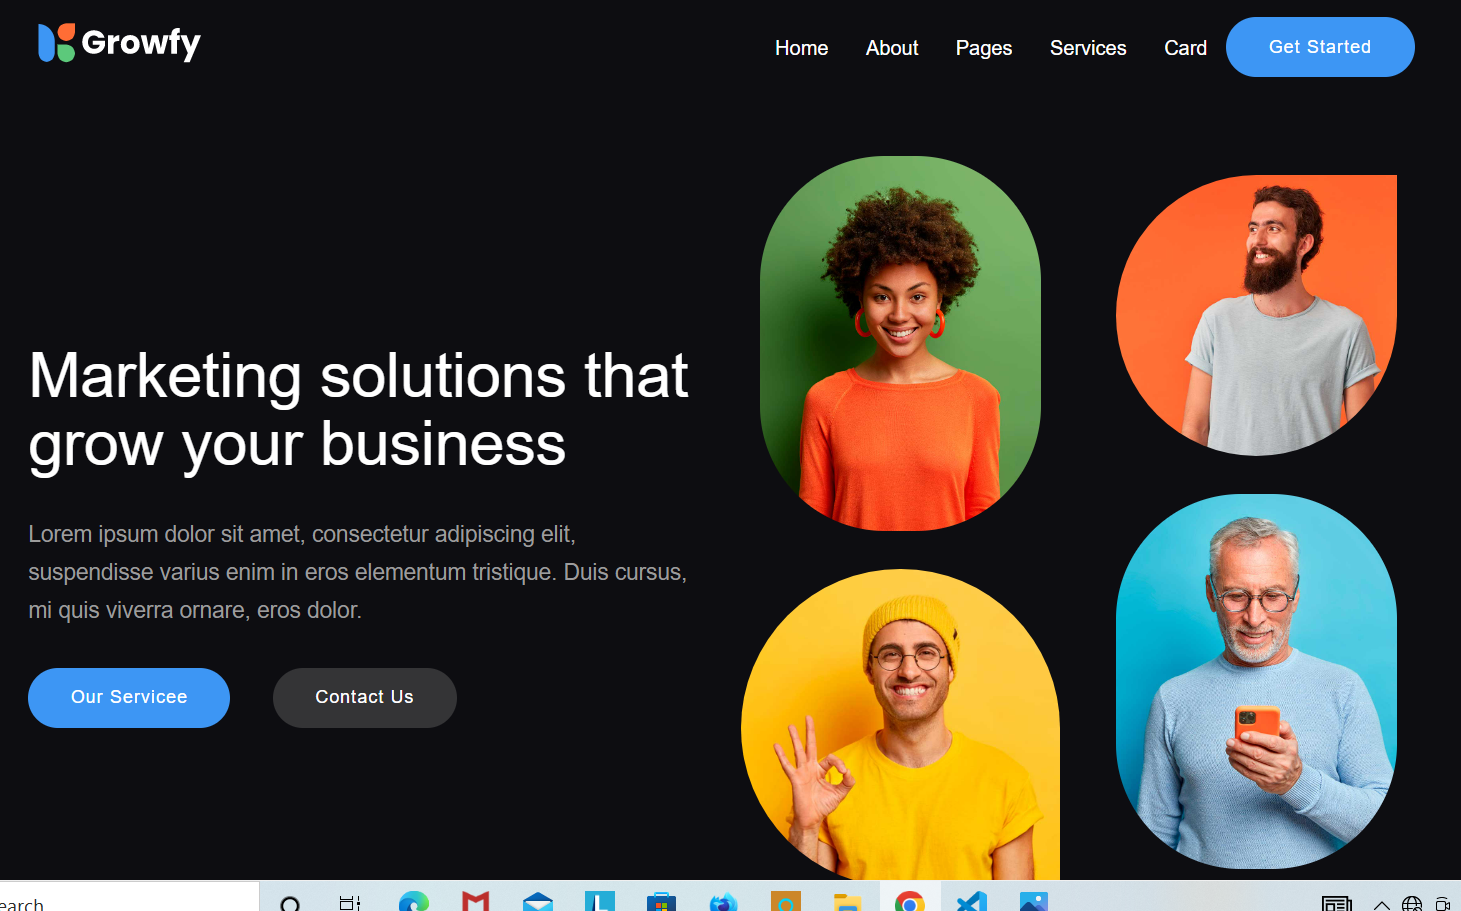 Growfy
Home About Pages Services Card Get Started
Marketing solutions that
grow your business
Lorem ipsum dolor sit amet, consectetur adipiscing elit,
suspendisse varius enim in eros elementum tristique. Duis cursus,
mi quis viverra ornare, eros dolor.
Our Servicee Contact Us
earch